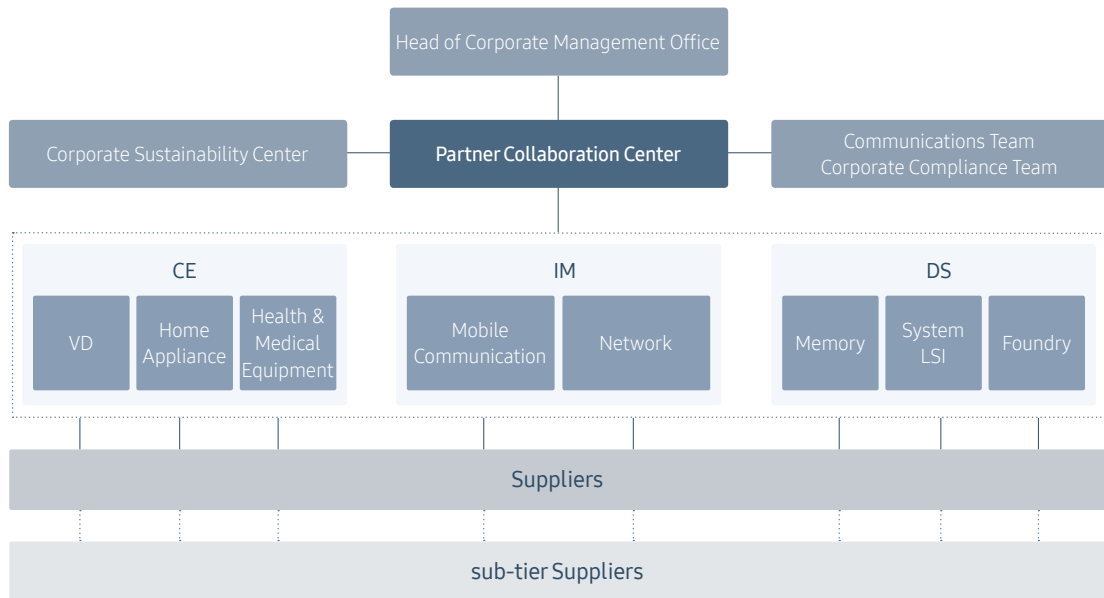 Head of Corporate Management Office
Corporate Sustainability Center
Partner Collaboration Center
Communications Team
Corporate Compliance Team
CE
VD
Home
Appliance
Health &
Medical
Equipment
IM
Mobile
Communication
Network
DS
Memory
System
LSI
Foundry
Suppliers
sub-tier Suppliers